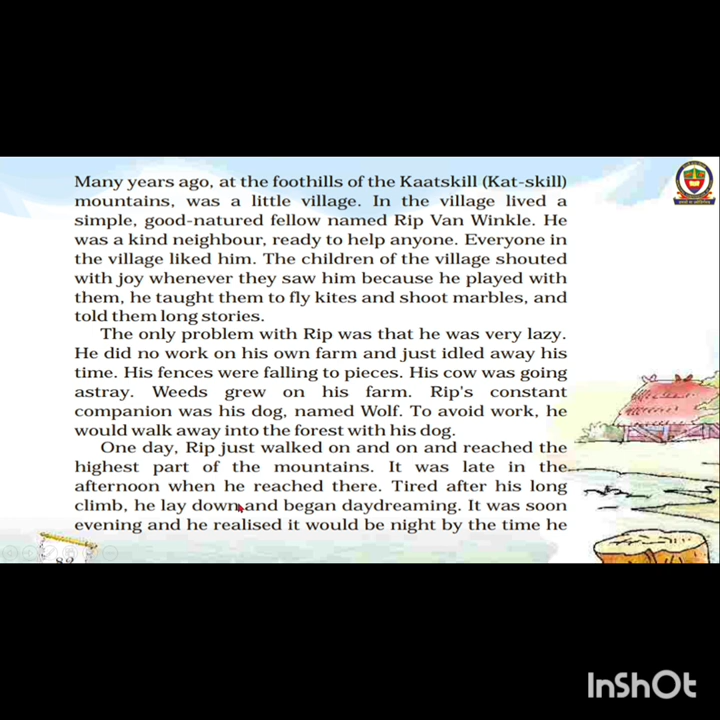 Many years ago, at the foothills of the Kaatskill (Kat-skill)
mountains, was a little village. In the village lived a
simple, good-natured fellow named Rip Van Winkle. He
was a kind neighbour, ready to help anyone. Everyone in
the village liked him. The children of the village shouted
with joy whenever they saw him because he played with
them, he taught them to fly kites and shoot marbles, and
told them long stories.
The only problem with Rip was that he was very lazy.
He did no work on his own farm and just idled away his
time. His fences were falling to pieces. His cow was going
astray. Weeds grew on his farm. Rip's constant
companion was his dog, named Wolf. To avoid work, he
would walk away into the forest with his dog.
One day, Rip just walked on and on and reached the
highest part of the mountains. It was late in the
afternoon when he reached there. Tired after his long
climb, he lay down and began daydreaming. It was soon
evening and he realised it would be night by the time he
InShOt